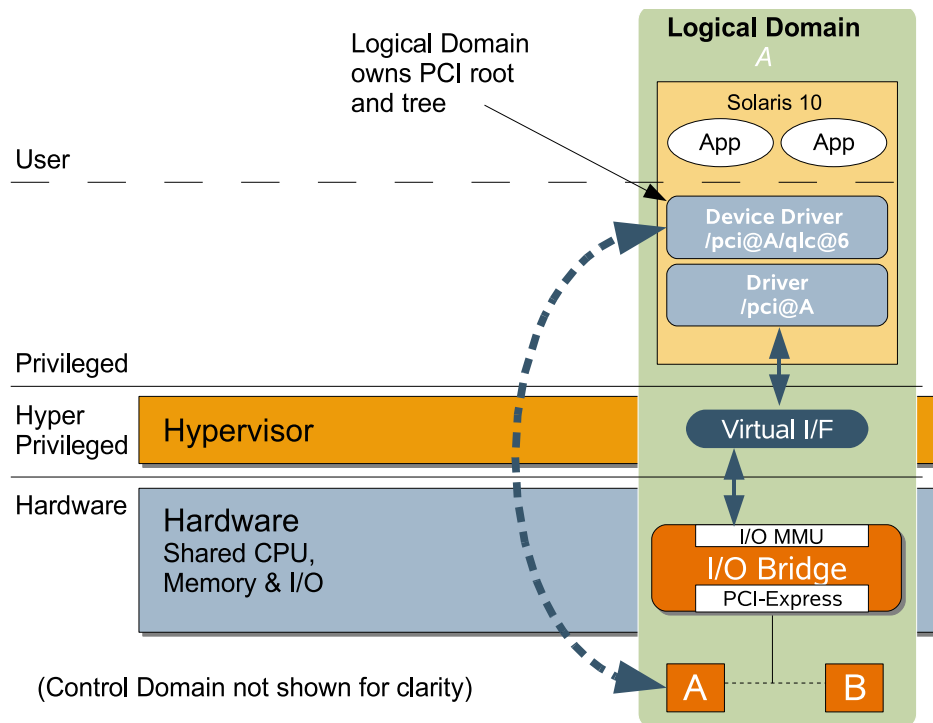 Logical Domain
owns PCI root
and tree
Logical Domain
A
Solaris 10
App
App
User
Device Driver
/pci@A/qlc@6
Driver
/pci@A
Privileged
Hyper
Privileged
Hypervisor
Virtual I/F
Hardware
Hardware
Shared CPU,
Memory & I/O
I/O MMU
I/O Bridge
PCI-Express
A
B
(Control Domain not shown for clarity)